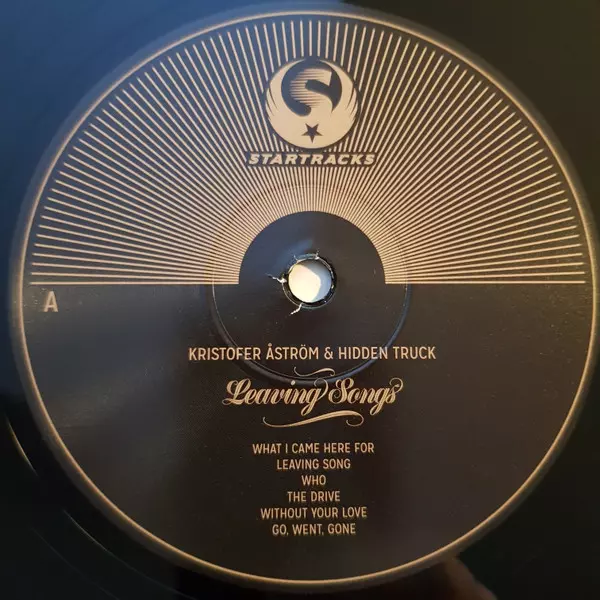 STARTRACKS
A
KRISTOFER ÅSTRÖM & HIDDEN TRUCK
Leaving Songs
WHAT I CAME HERE FOR
LEAVING SONG
WHO
THE DRIVE
WITHOUT YOUR LOVE
GO, WENT, GONE